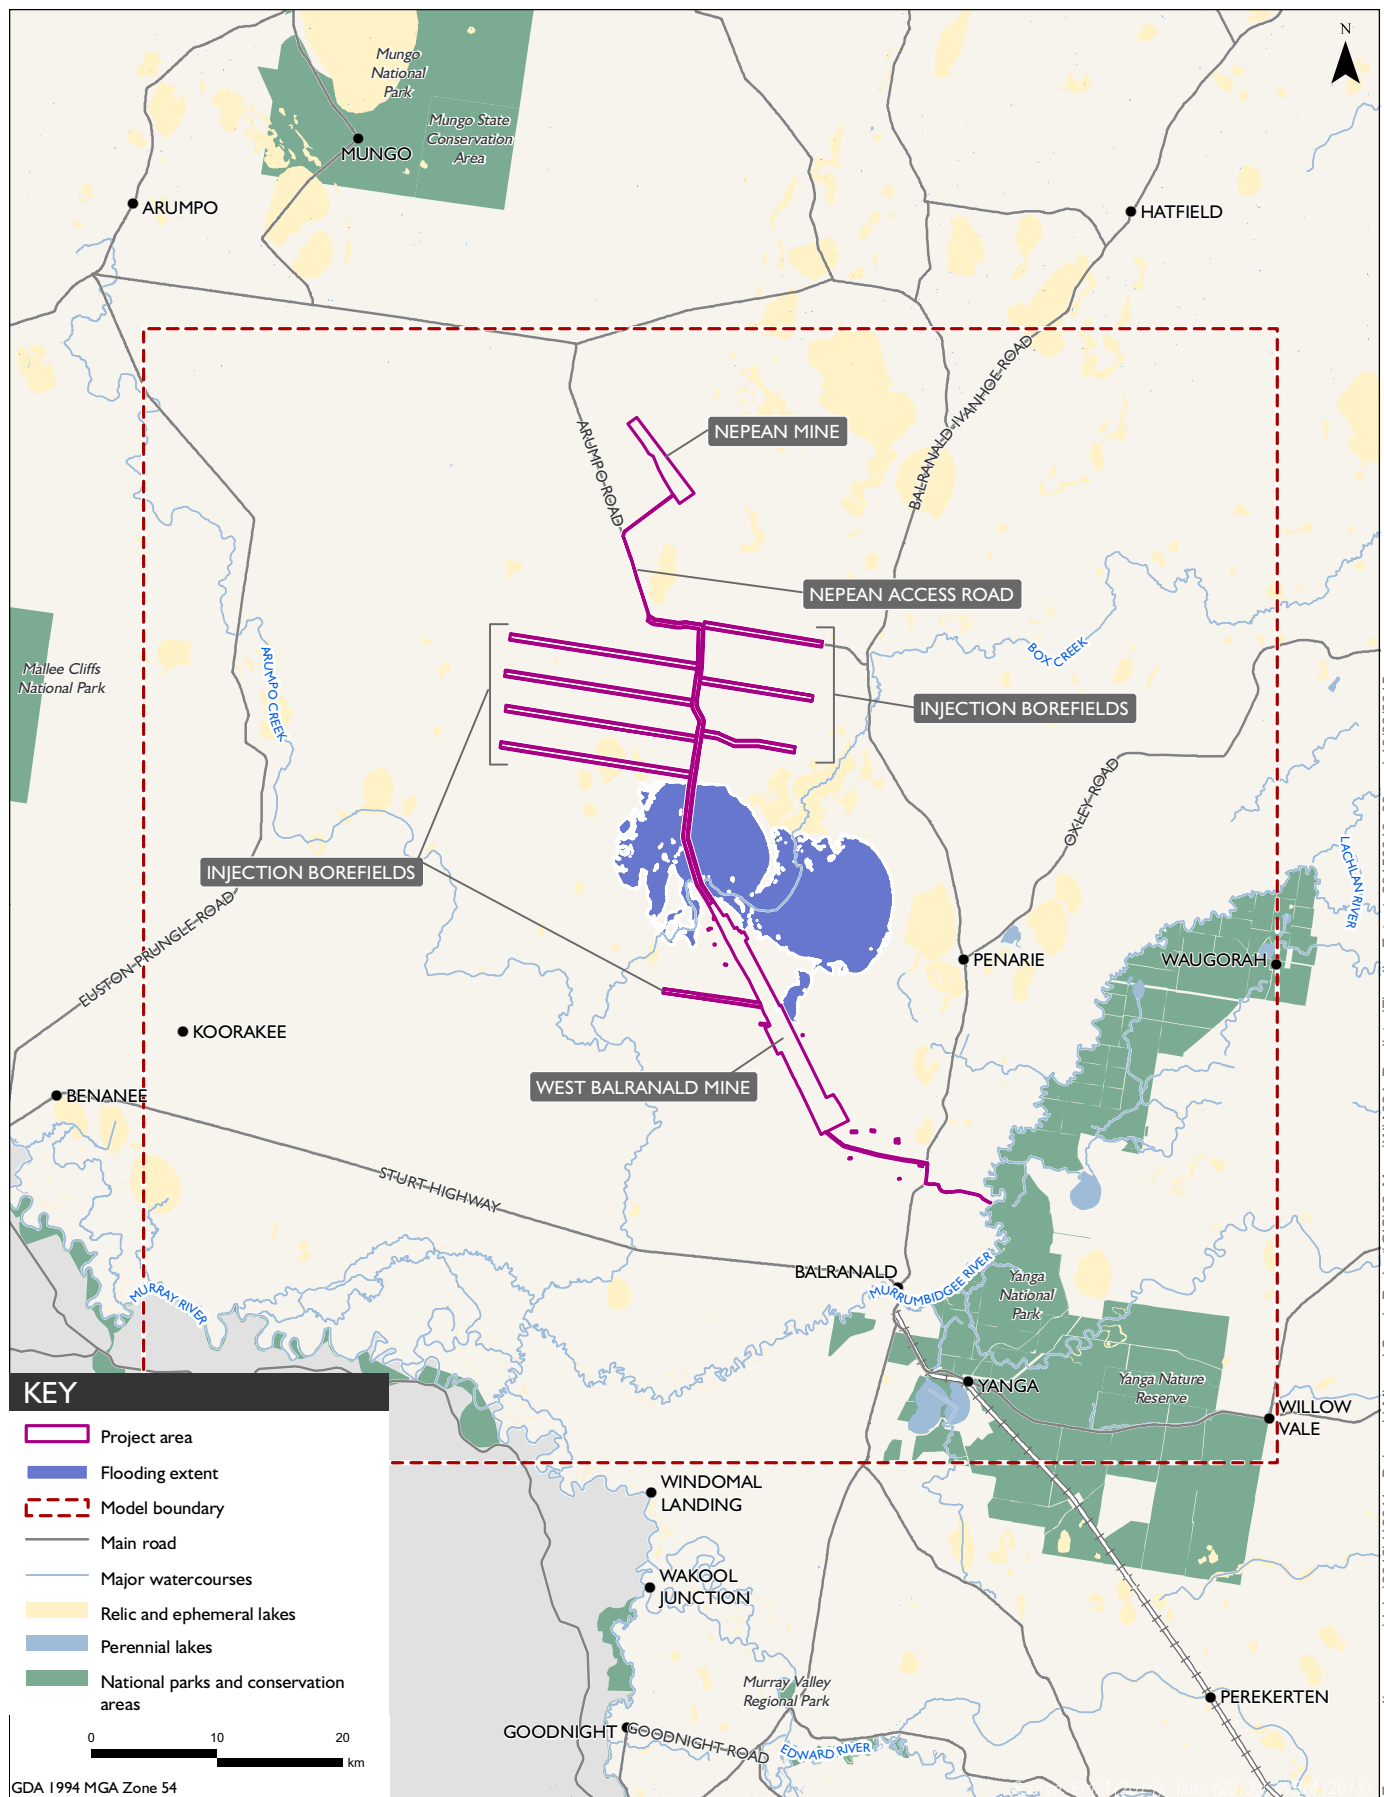 N
Mungo
National
Park
Mungo State
Conservation
Area
MUNGO
ARUMPO
HATFIELD
BALRANALD-IVANHOE-ROAD
ARUMPO-ROAD
NEPEAN MINE
NEPEAN ACCESS ROAD
BOX CREEK
Mallee Cliffs
National Park
ARUMPO CREEK
INJECTION BOREFIELDS
OXLEY-ROAD
LACHLAN RIVER
INJECTION BOREFIELDS
EUSTON-PRUNGLE-ROAD
PENARIE
WAUGORAH
KOORAKEE
WEST BALRANALD MINE
BENANEE
STURT-HIGHWAY
BALRANALD
MURRUMBIDGEE RIVER
Yanga
National
Park
MURRAY RIVER
YANGA
Yanga Nature
Reserve
WILLOW
VALE
WINDOMAL
LANDING
WAKOOL
JUNCTION
Murray Valley
Regional Park
PEREKERTEN
GOODNIGHT
GOODNIGHT ROAD
EDWARD RIVER
KEY
Project area
Flooding extent
Model boundary
Main road
Major watercourses
Relic and ephemeral lakes
Perennial lakes
National parks and conservation
areas
0 10 20
km
GDA 1994 MGA Zone 54